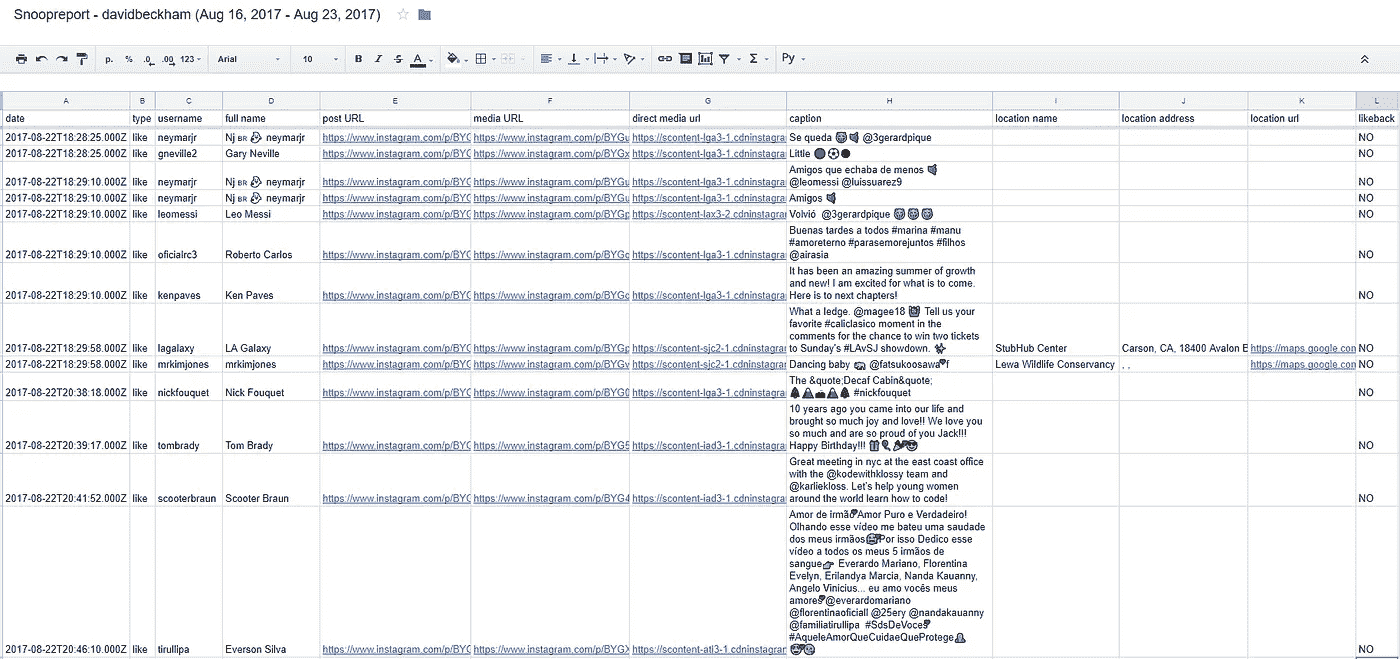 Snoopreport - davidbeckham (Aug 16, 2017 - Aug 23, 2017)
р. % .0 .00 123 Arial 10 B I S A Σ Ру
A B C D E F G H I J K L
date type username full name post URL media URL direct media url caption location name location address location url likeback
2017-08-22T18:28:25.000Z like neymarjr Nj BR neymarjr https://www.instagram.com/p/BYG https://www.instagram.com/p/BYG https://scontent-lga3-1.cdninstagra Se queda @3gerardpique NO
2017-08-22T18:28:25.000Z like gneville2 Gary Neville https://www.instagram.com/p/BYG https://www.instagram.com/p/BYG https://scontent-lga3-1.cdninstagra Little ⚽ NO
Amigos que echaba de menos
2017-08-22T18:29:10.000Z like neymarjr Nj BR neymarjr https://www.instagram.com/p/BYG https://www.instagram.com/p/BYG https://scontent-lga3-1.cdninstagra @leomessi @luissuarez9 NO
2017-08-22T18:29:10.000Z like neymarjr Nj BR neymarjr https://www.instagram.com/p/BYG https://www.instagram.com/p/BYG https://scontent-lga3-1.cdninstagra Amigos NO
2017-08-22T18:29:10.000Z like leomessi Leo Messi https://www.instagram.com/p/BYG https://www.instagram.com/p/BYG https://scontent-lax3-2.cdninstagra Volvió @3gerardpique NO
Buenas tardes a todos #marina #manu
#amoreterno #parasemorejuntos #filhos
2017-08-22T18:29:10.000Z like oficialrc3 Roberto Carlos https://www.instagram.com/p/BYG https://www.instagram.com/p/BYG https://scontent-lga3-1.cdninstagra @airasia NO
It has been an amazing summer of growth
and new! I am excited for what is to come.
2017-08-22T18:29:10.000Z like kenpaves Ken Paves https://www.instagram.com/p/BYG https://www.instagram.com/p/BYG https://scontent-lga3-1.cdninstagra Here is to next chapters! NO
What a ledge. @magee18 Tell us your
favorite #caliclasico moment in the
comments for the chance to win two tickets
2017-08-22T18:29:58.000Z like lagalaxy LA Galaxy https://www.instagram.com/p/BYG https://www.instagram.com/p/BYG https://scontent-sjc2-1.cdninstagra to Sunday's #LAvSJ showdown. StubHub Center Carson, CA, 18400 Avalon E https://maps.google.com NO
2017-08-22T18:29:58.000Z like mrkimjones mrkimjones https://www.instagram.com/p/BYG https://www.instagram.com/p/BYG https://scontent-sjc2-1.cdninstagra Dancing baby @fatsukoosawa f Lewa Wildlife Conservancy , , https://maps.google.com NO
The &quote;Decaf Cabin&quote;
2017-08-22T20:38:18.000Z like nickfouquet Nick Fouquet https://www.instagram.com/p/BYG https://www.instagram.com/p/BYG0 https://scontent-lga3-1.cdninstagra #nickfouquet NO
10 years ago you came into our life and
brought so much joy and love!! We love you
so much and are so proud of you Jack!!!
2017-08-22T20:39:17.000Z like tombrady Tom Brady https://www.instagram.com/p/BYG https://www.instagram.com/p/BYG5 https://scontent-iad3-1.cdninstagra Happy Birthday!!! NO
Great meeting in nyc at the east coast office
with the @kodewithklossy team and
@karliekloss. Let's help young women
2017-08-22T20:41:52.000Z like scooterbraun Scooter Braun https://www.instagram.com/p/BYG https://www.instagram.com/p/BYG4 https://scontent-iad3-1.cdninstagra around the world learn how to code! NO
Amor de irmão Amor Puro e Verdadeiro!
Olhando esse vídeo me bateu uma saudade
dos meus irmãos Por isso Dedico esse
vídeo a todos os meus 5 irmãos de
sangue Everardo Mariano, Florentina
Evelyn, Erilandya Marcia, Nanda Kauanny,
Angelo Vinícius... eu amo vocês meus
amores @everardomariano
@florentinaoficiall @25ery @nandakauanny
@familiatirullipa #SdsDeVoces
#AqueleAmorQueCuidaeQueProtege
2017-08-22T20:46:10.000Z like tirullipa Everson Silva https://www.instagram.com/p/BYG https://www.instagram.com/p/BYG https://scontent-ati3-1.cdninstagra NO